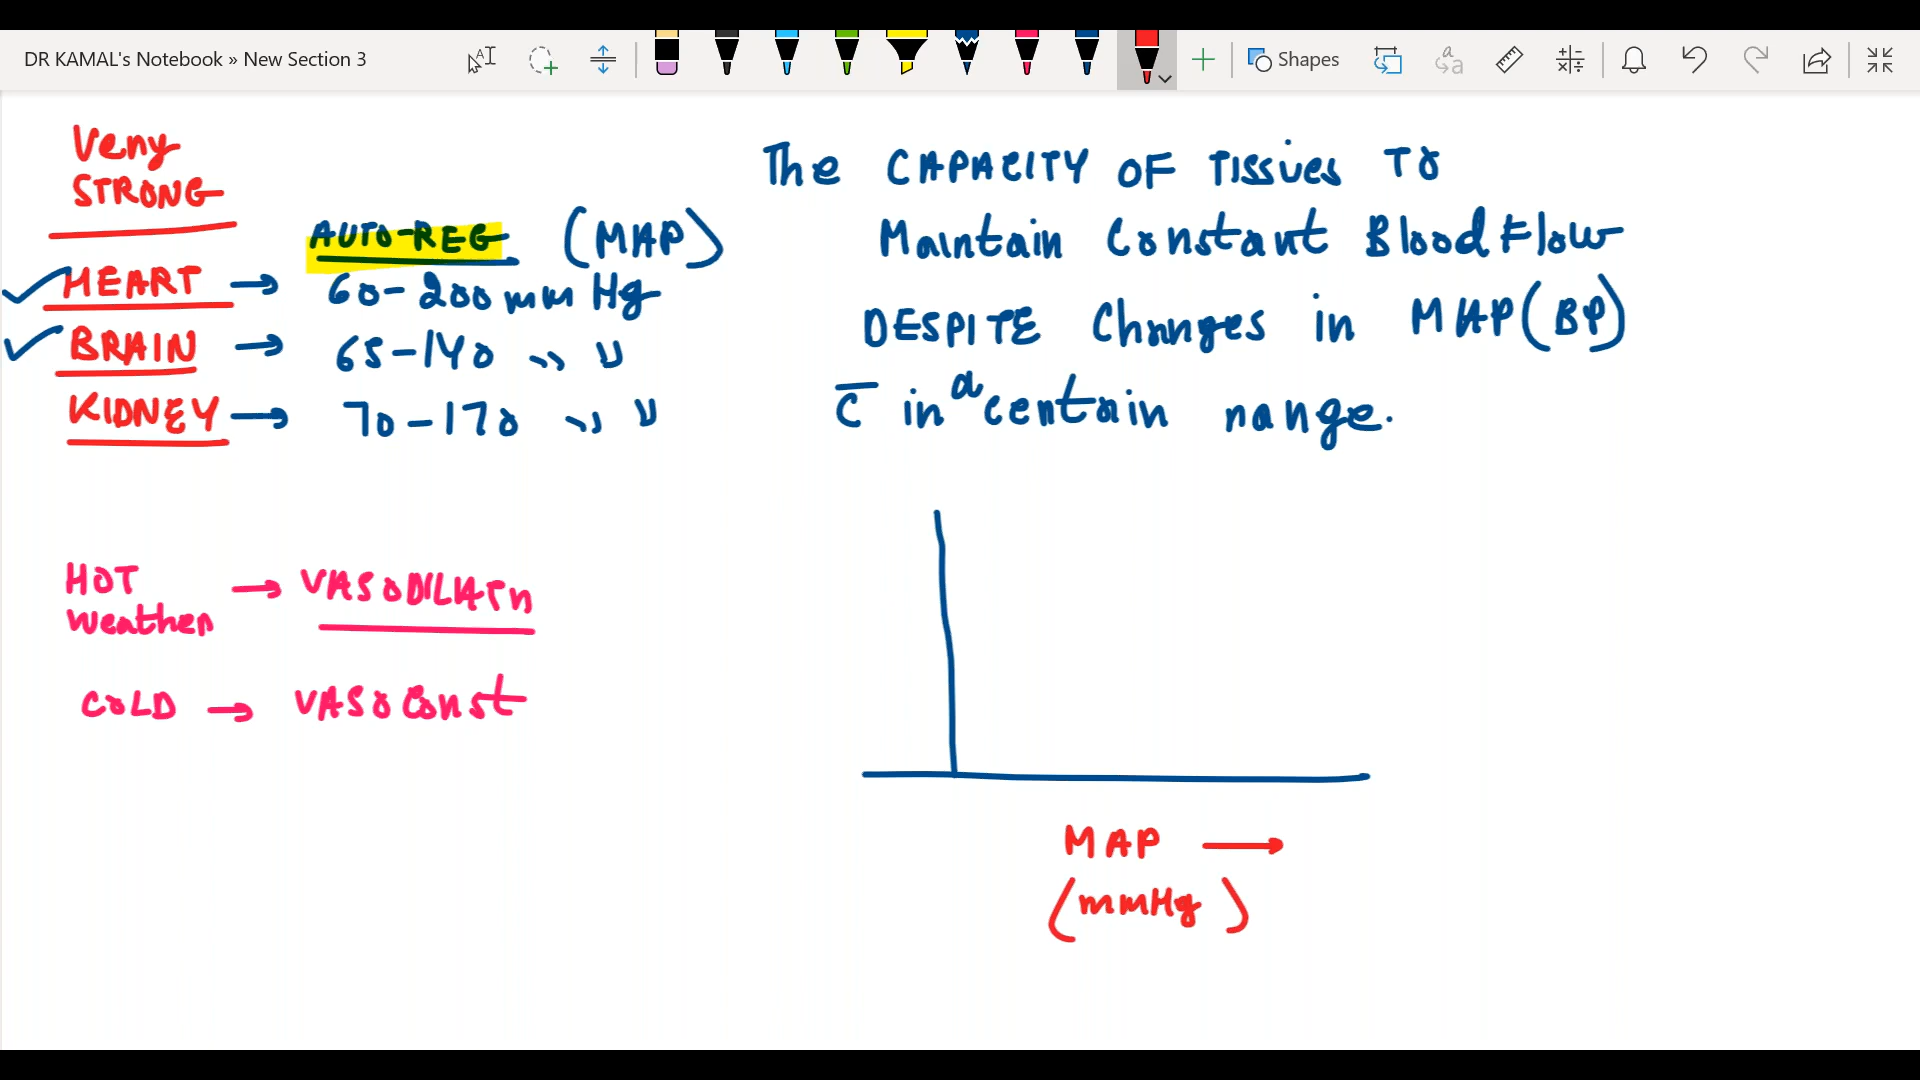 DR KAMAL's Notebook » New Section 3
Shapes
Very
STRONG
AUTO-REG (MAP)
HEART → 60-200 mm Hg
BRAIN → 65-140 〃 〃
KIDNEY → 70-170 〃 〃
The CAPACITY OF TISSUES TO
Maintain Constant Blood Flow
DESPITE Changes in MAP (BP)
c̅ in a certain range.
HOT
weather → VASODILATn
COLD → VASOConst
MAP →
(mmHg)